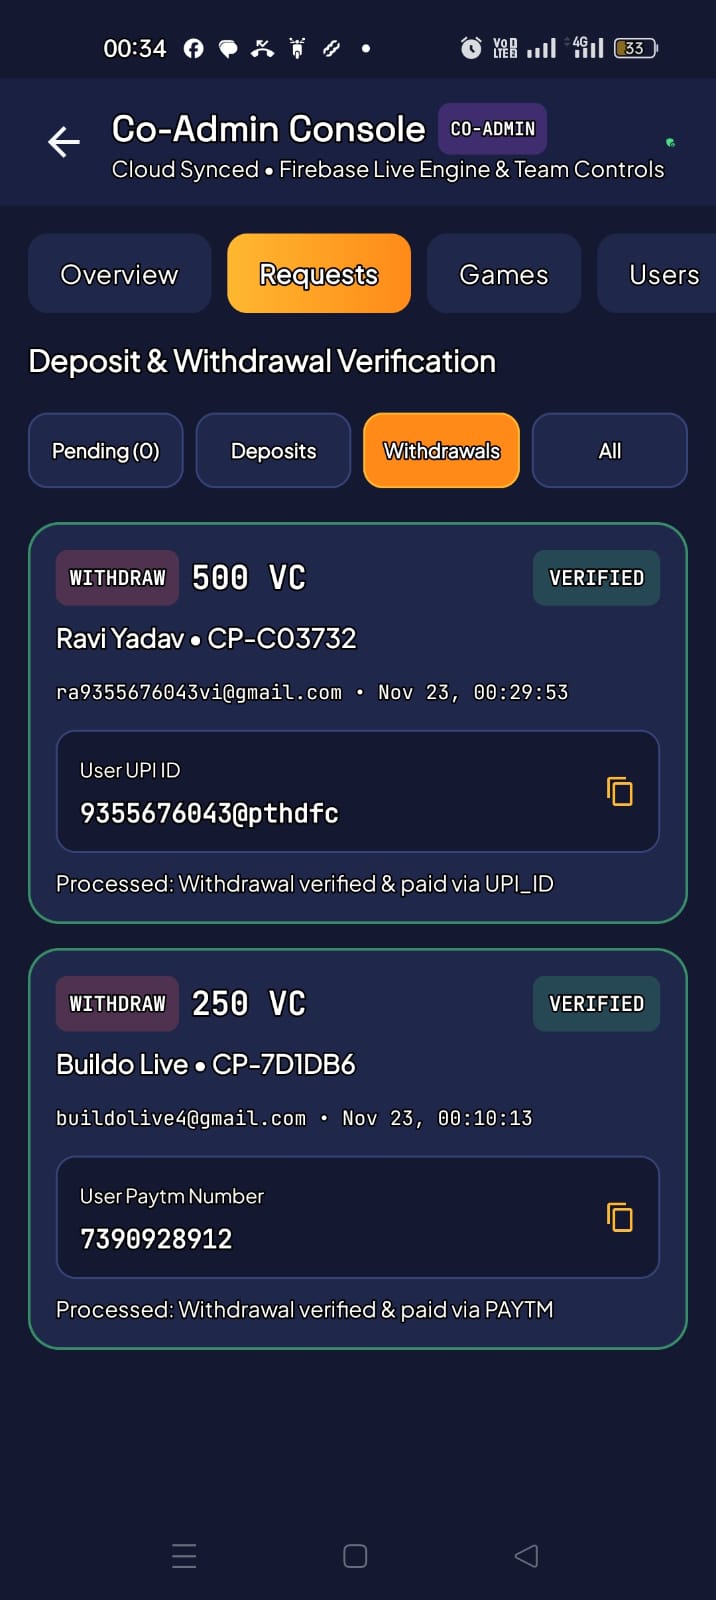 00:34
VoLTE 4G 33
Co-Admin Console CO-ADMIN
Cloud Synced • Firebase Live Engine & Team Controls
Overview Requests Games Users
Deposit & Withdrawal Verification
Pending (0) Deposits Withdrawals All
WITHDRAW 500 VC VERIFIED
Ravi Yadav • CP-C03732
ra9355676043vi@gmail.com • Nov 23, 00:29:53
User UPI ID
9355676043@pthdfc
Processed: Withdrawal verified & paid via UPI_ID
WITHDRAW 250 VC VERIFIED
Buildo Live • CP-7D1DB6
buildolive4@gmail.com • Nov 23, 00:10:13
User Paytm Number
7390928912
Processed: Withdrawal verified & paid via PAYTM